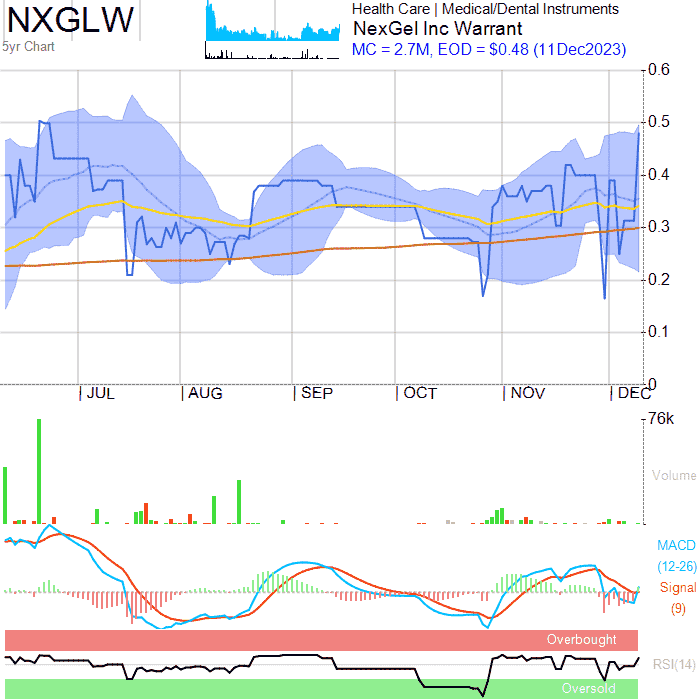 NXGLW
5yr Chart
Health Care | Medical/Dental Instruments
NexGel Inc Warrant
MC = 2.7M, EOD = $0.48 (11Dec2023)
0.6
0.5
0.4
0.3
0.2
0.1
0
JUL AUG SEP OCT NOV DEC
76k
Volume
MACD
(12-26)
Signal
(9)
Overbought
RSI(14)
Oversold